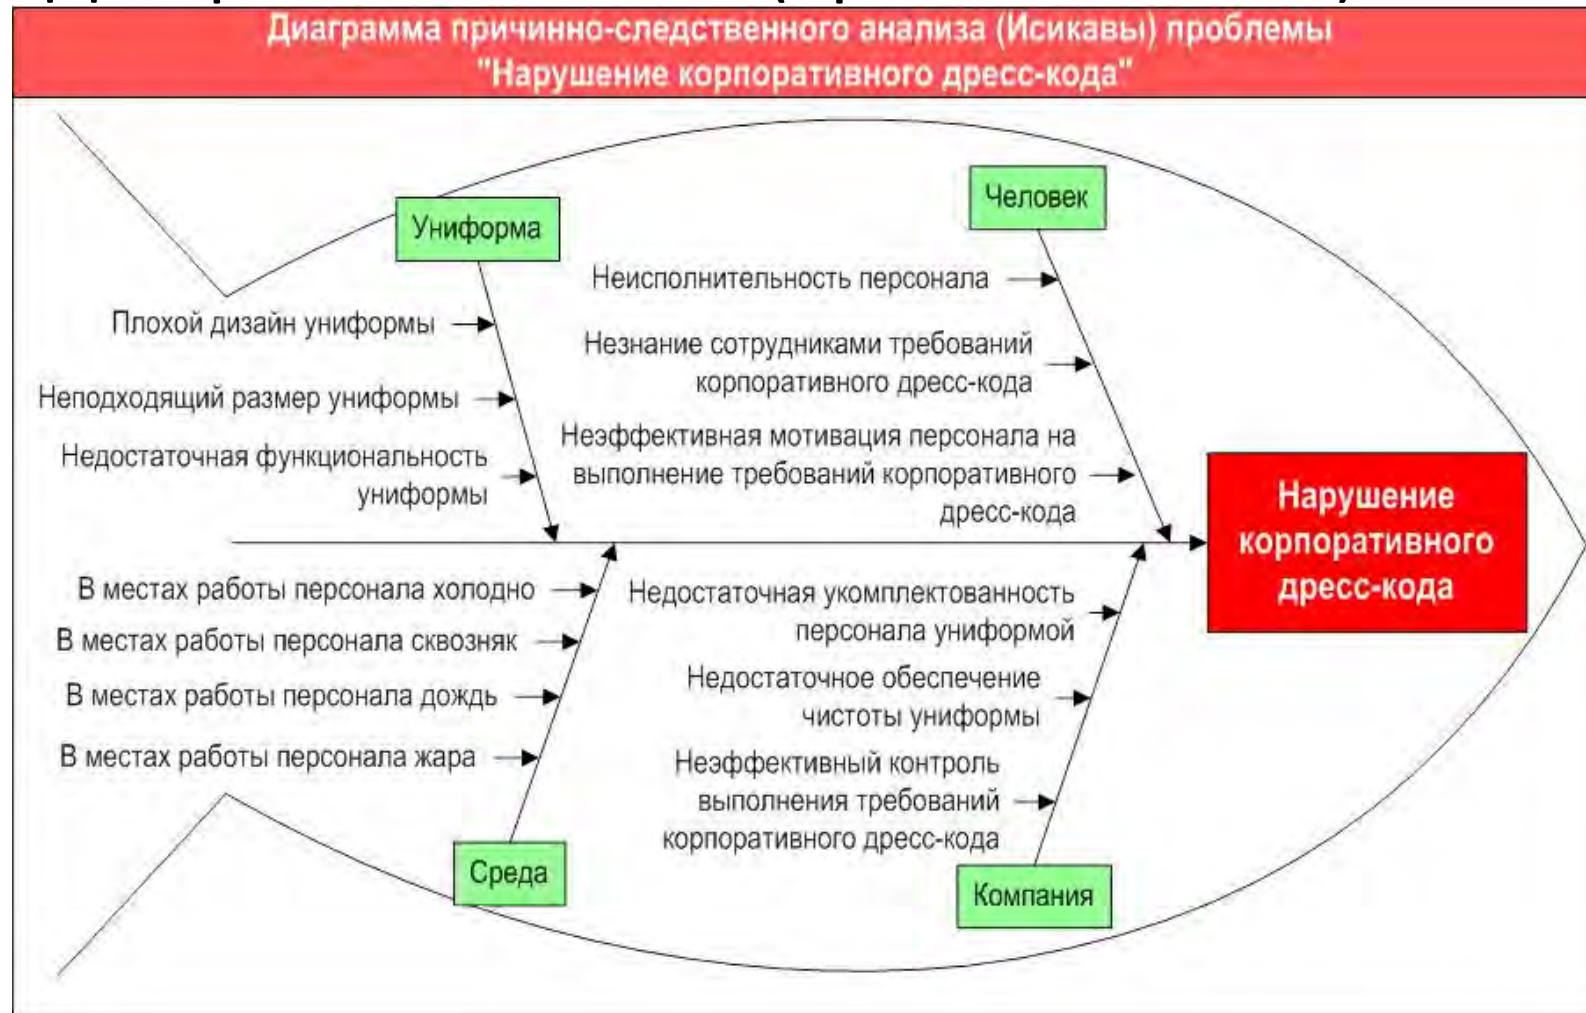 Диаграмма причинно-следственного анализа (Исикавы) проблемы
"Нарушение корпоративного дресс-кода"
Униформа
Плохой дизайн униформы
Неподходящий размер униформы
Недостаточная функциональность
униформы
Человек
Неисполнительность персонала
Незнание сотрудниками требований
корпоративного дресс-кода
Неэффективная мотивация персонала на
выполнение требований корпоративного
дресс-кода
Нарушение
корпоративного
дресс-кода
В местах работы персонала холодно
В местах работы персонала сквозняк
В местах работы персонала дождь
В местах работы персонала жара
Среда
Недостаточная укомплектованность
персонала униформой
Недостаточное обеспечение
чистоты униформы
Неэффективный контроль
выполнения требований
корпоративного дресс-кода
Компания